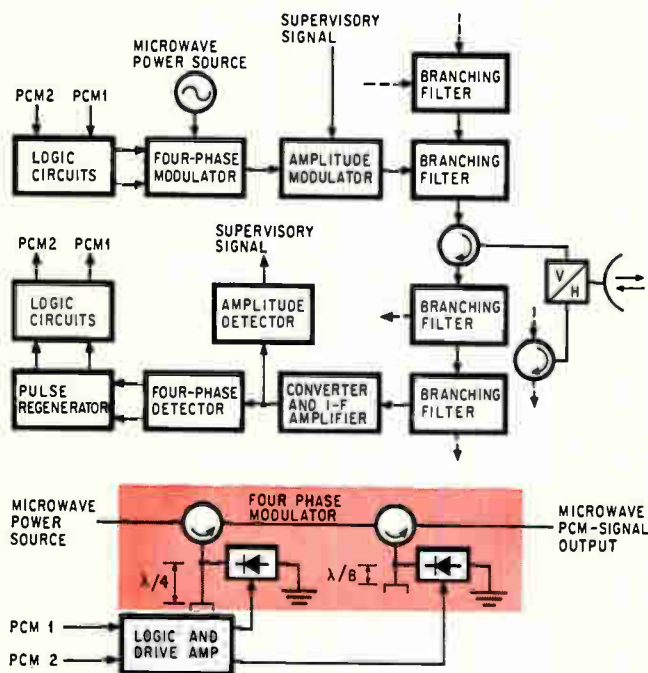 SUPERVISORY
SIGNAL
MICROWAVE
POWER SOURCE
BRANCHING
FILTER
PCM2
PCM1
LOGIC
CIRCUITS
FOUR-PHASE
MODULATOR
AMPLITUDE
MODULATOR
BRANCHING
FILTER
PCM2
PCM1
SUPERVISORY
SIGNAL
V/H
LOGIC
CIRCUITS
AMPLITUDE
DETECTOR
BRANCHING
FILTER
PULSE
REGENERATOR
FOUR-PHASE
DETECTOR
CONVERTER
AND I-F
AMPLIFIER
BRANCHING
FILTER
MICROWAVE
POWER
SOURCE
FOUR PHASE
MODULATOR
MICROWAVE
PCM-SIGNAL
OUTPUT
λ/4
λ/8
PCM 1
PCM 2
LOGIC AND
DRIVE AMP